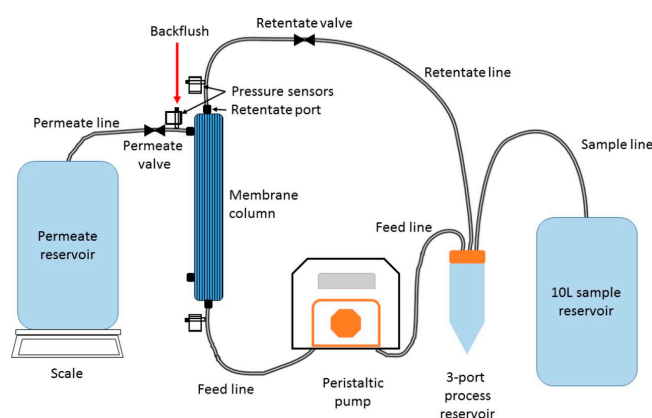 Retentate valve
Backflush
Pressure sensors
Retentate line
Retentate port
Permeate line
Permeate
valve
Sample line
Membrane
column
Feed line
Permeate
reservoir
10L sample
reservoir
Scale
Feed line
Peristaltic
pump
3-port
process
reservoir